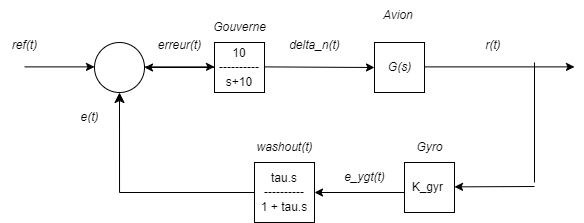 Avion
Gouverne
ref(t)
erreur(t)
10
----------
s+10
delta_n(t)
G(s)
r(t)
e(t)
washout(t)
tau.s
----------
1 + tau.s
e_ygt(t)
Gyro
K_gyr